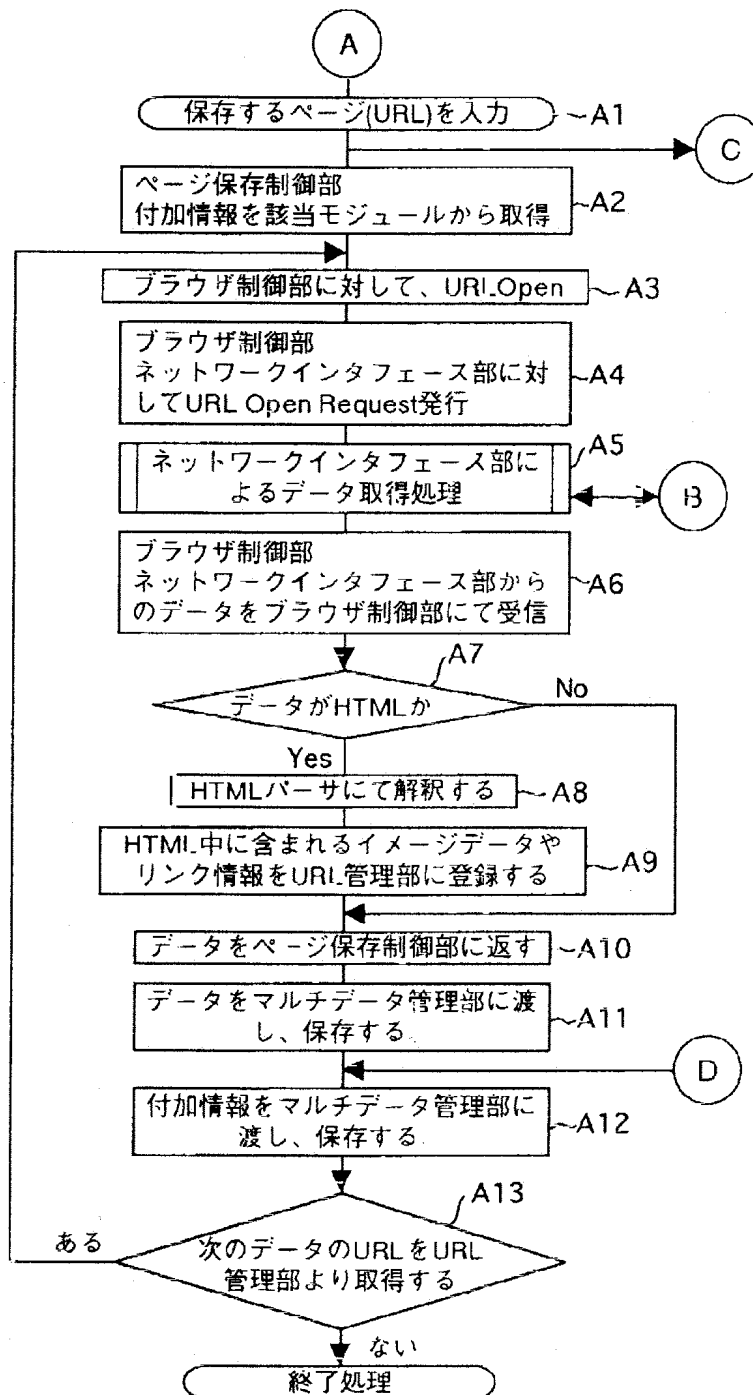 A
保存するページ(URL)を入力
A1
C
ページ保存制御部
付加情報を該当モジュールから取得
A2
ブラウザ制御部に対して、URLOpen
A3
ブラウザ制御部
ネットワークインタフェース部に対
してURL Open Request発行
A4
ネットワークインタフェース部に
よるデータ取得処理
A5
B
ブラウザ制御部
ネットワークインタフェース部から
のデータをブラウザ制御部にて受信
A6
A7
データがHTMLか
No
Yes
HTMLパーサにて解釈する
A8
HTML中に含まれるイメージデータや
リンク情報をURL管理部に登録する
A9
データをページ保存制御部に返す
A10
データをマルチデータ管理部に渡
し、保存する
A11
D
付加情報をマルチデータ管理部に
渡し、保存する
A12
A13
ある
次のデータのURLをURL
管理部より取得する
ない
終了処理